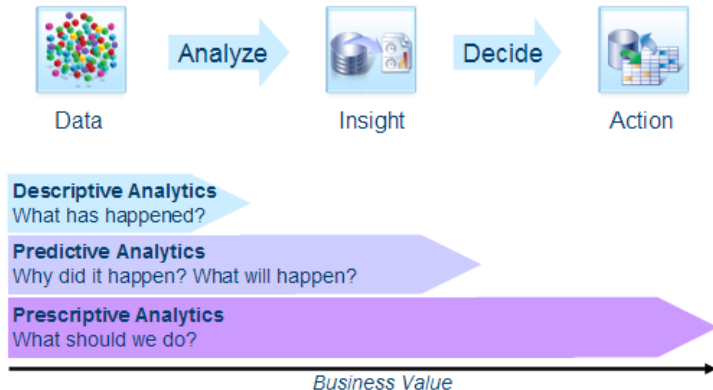 Analyze
Decide
Data
Insight
Action
Descriptive Analytics
What has happened?
Predictive Analytics
Why did it happen? What will happen?
Prescriptive Analytics
What should we do?
Business Value